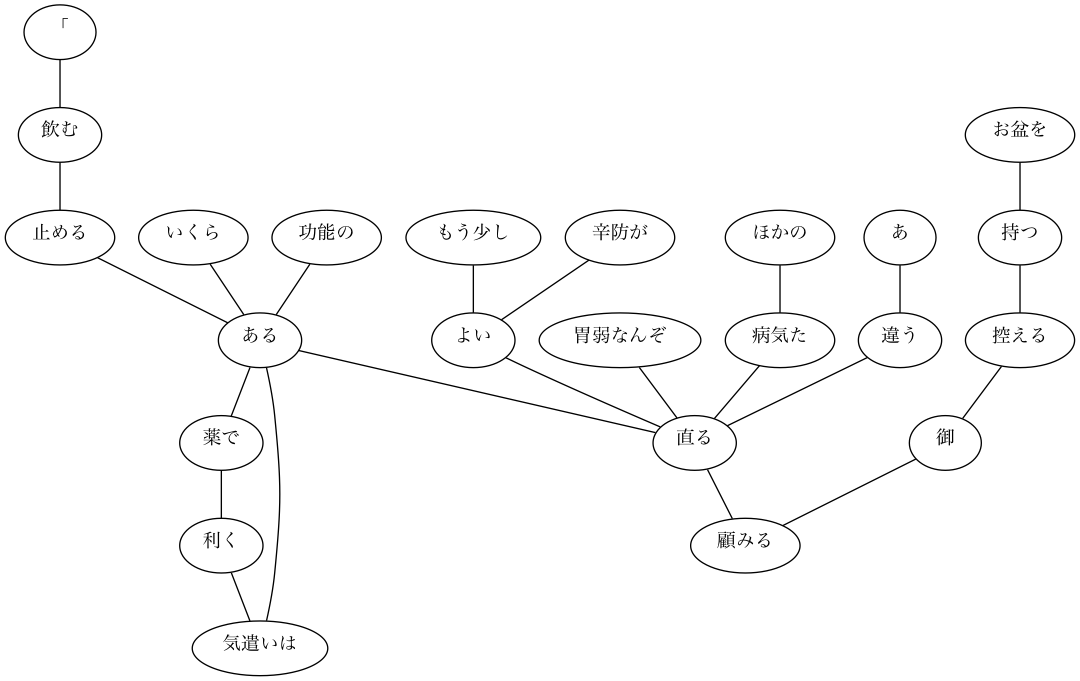 「
飲む
お盆を
止める
いくら
功能の
もう少し
辛防が
ほかの
あ
持つ
ある
よい
胃弱なんぞ
病気た
違う
控える
薬で
直る
御
利く
顧みる
気遣いは